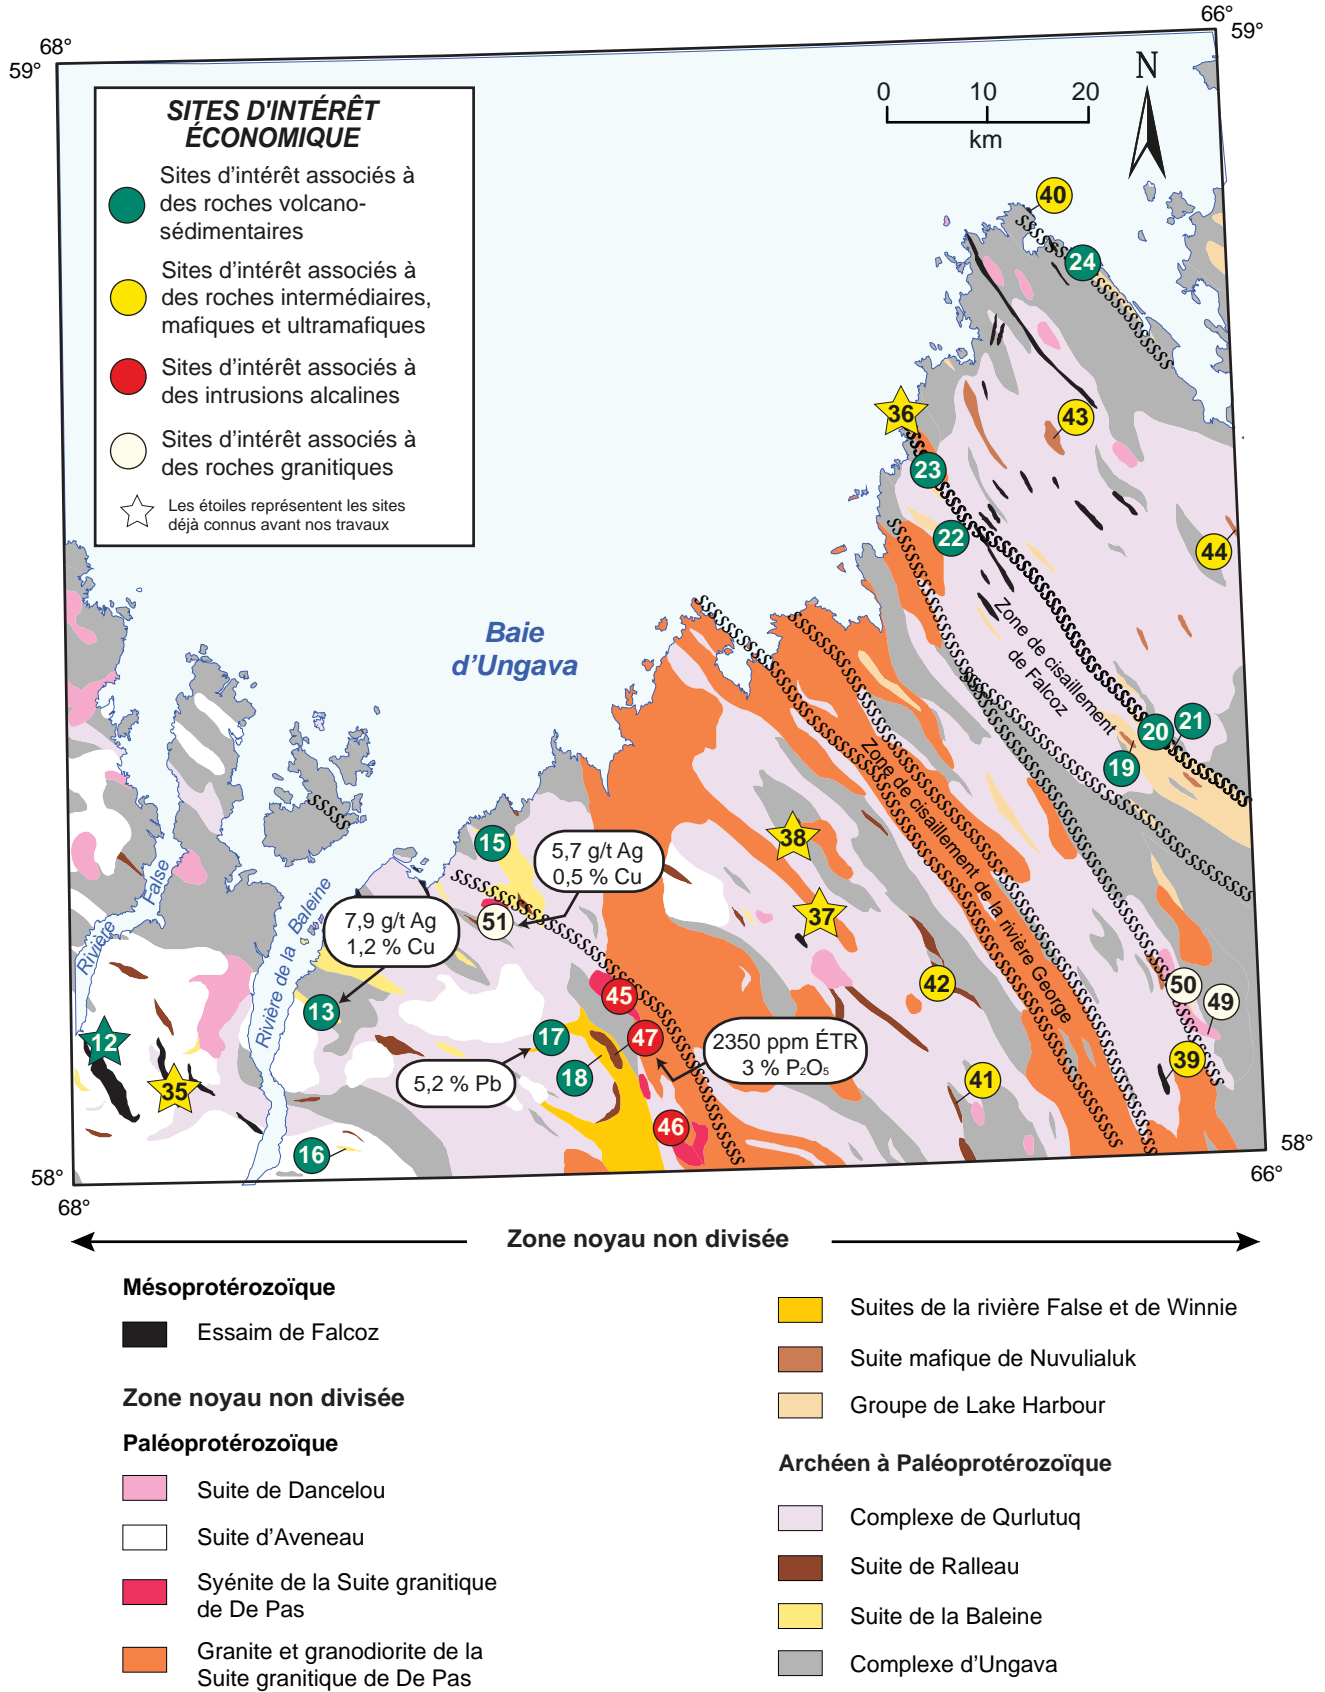 68°
66°
59°
59°
SITES D'INTÉRÊT
ÉCONOMIQUE
Sites d'intérêt associés à
des roches volcano-
sédimentaires
Sites d'intérêt associés à
des roches intermédiaires,
mafiques et ultramafiques
Sites d'intérêt associés à
des intrusions alcalines
Sites d'intérêt associés à
des roches granitiques
Les étoiles représentent les sites
déjà connus avant nos travaux
0 10 20
km
N
40
24
36
43
23
22
44
Zone de cisaillement
de Falcoz
Baie
d'Ungava
21
20
19
Zone de cisaillement de la rivière George
38
37
15
5,7 g/t Ag
0,5 % Cu
51
7,9 g/t Ag
1,2 % Cu
Rivière False
Rivière de la Baleine
13
12
35
16
17
18
5,2 % Pb
45
47
46
2350 ppm ÉTR
3 % P₂O₅
42
41
50
49
39
58°
58°
68°
66°
Zone noyau non divisée
Mésoprotérozoïque
Essaim de Falcoz
Zone noyau non divisée
Paléoprotérozoïque
Suite de Dancelou
Suite d'Aveneau
Syénite de la Suite granitique
de De Pas
Granite et granodiorite de la
Suite granitique de De Pas
Suites de la rivière False et de Winnie
Suite mafique de Nuvulialuk
Groupe de Lake Harbour
Archéen à Paléoprotérozoïque
Complexe de Qurlutuq
Suite de Ralleau
Suite de la Baleine
Complexe d'Ungava